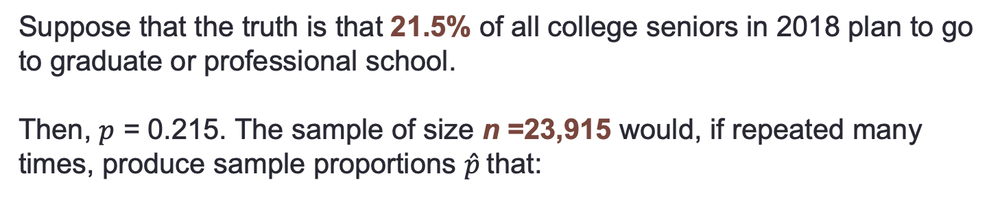 Suppose that the truth is that 21.5% of all college seniors in 2018 plan to go
to graduate or professional school.
Then, p = 0.215. The sample of size n =23,915 would, if repeated many
times, produce sample proportions p̂ that: